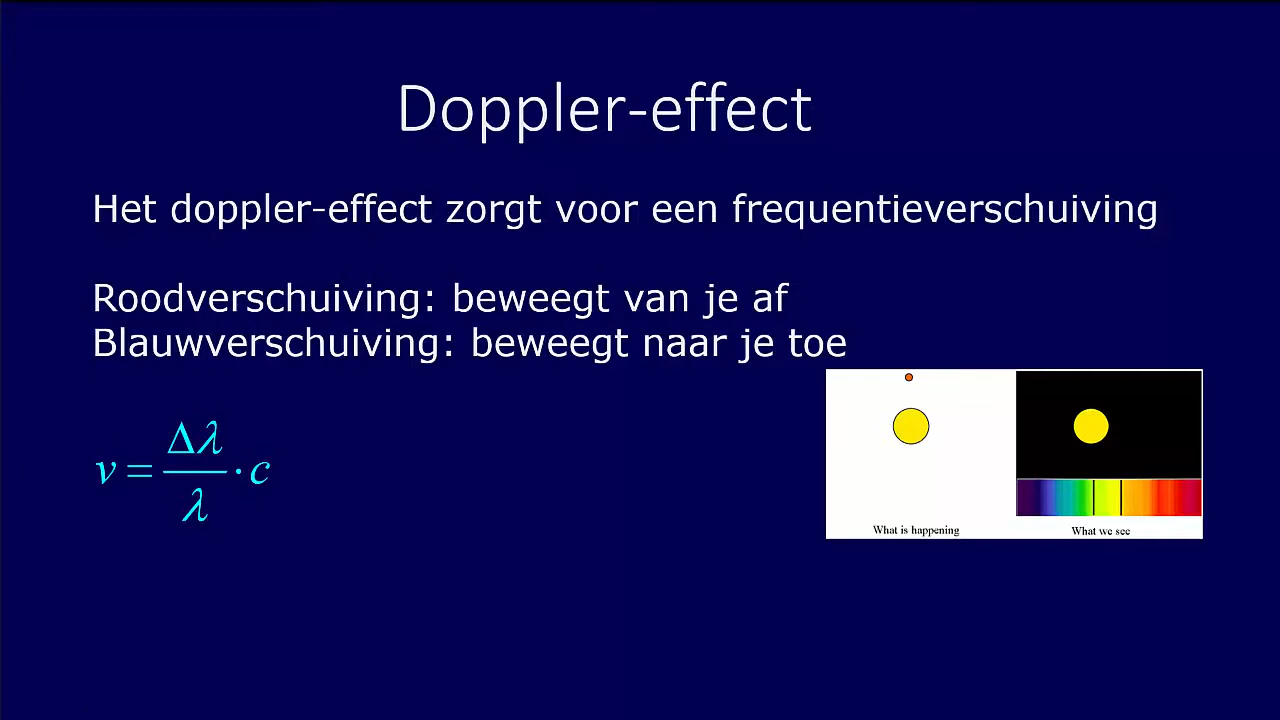 Doppler-effect
Het doppler-effect zorgt voor een frequentieverschuiving
Roodverschuiving: beweegt van je af
Blauwverschuiving: beweegt naar je toe
v = Δλ/λ · c
What is happening
What we see